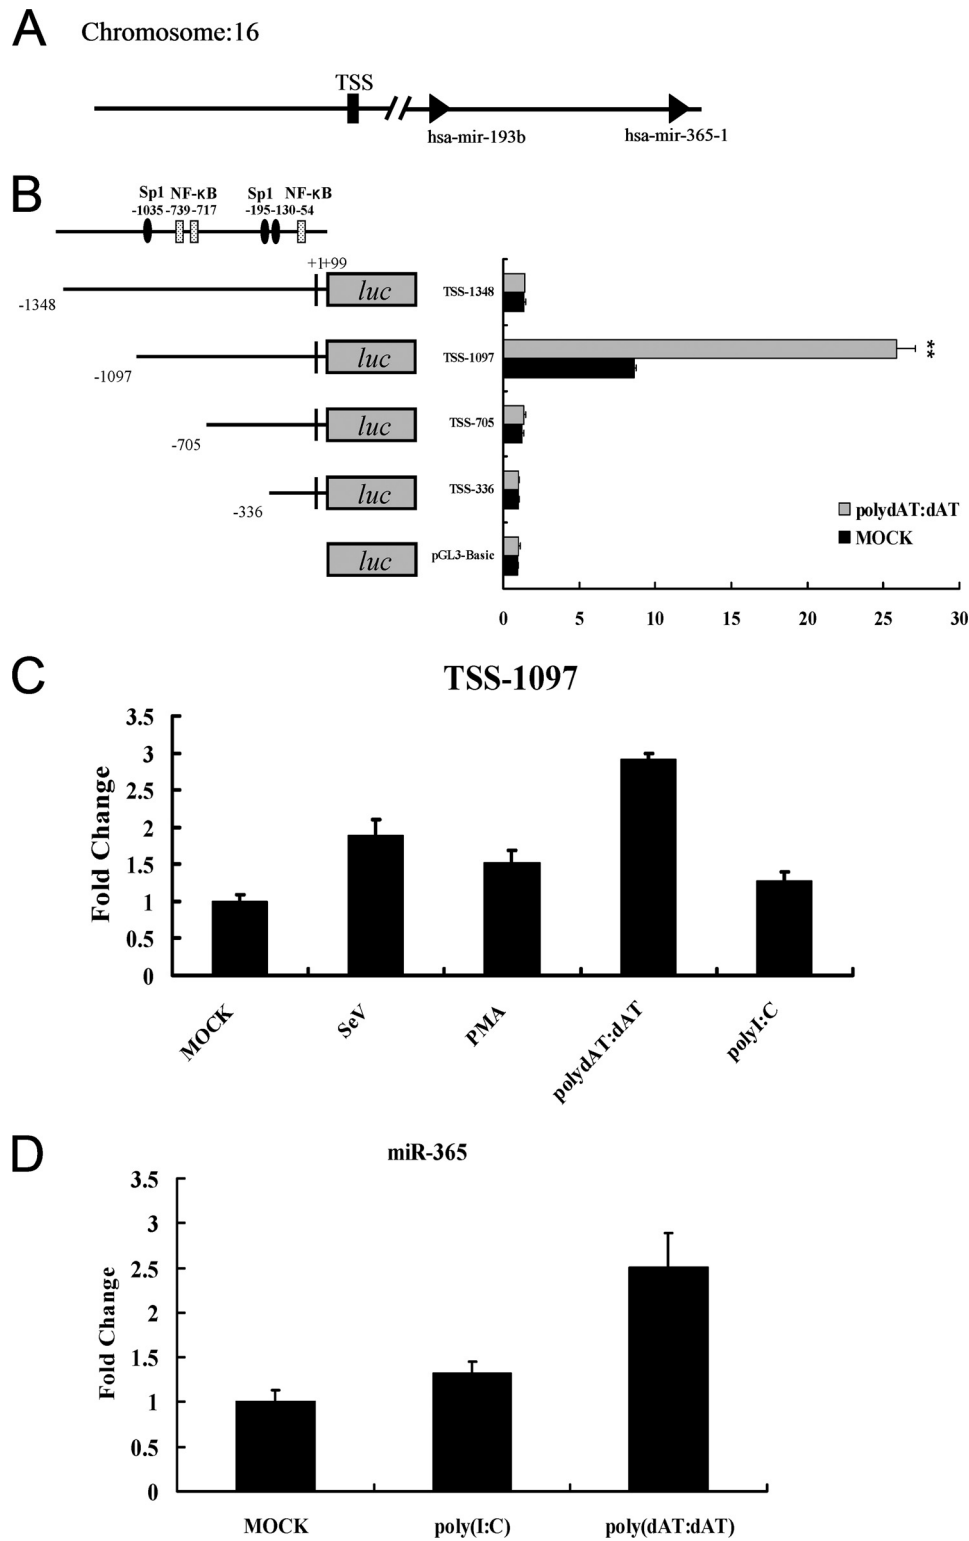 A
Chromosome:16
TSS
hsa-mir-193b
hsa-mir-365-1
B
Sp1 NF-κB Sp1 NF-κB
-1035 -739 -717 -195 -130 -54
+1 +99
-1348
luc
TSS-1348
-1097
luc
TSS-1097
**
-705
luc
TSS-705
-336
luc
TSS-336
luc
pGL3-Basic
polydAT:dAT
MOCK
0 5 10 15 20 25 30
C
TSS-1097
Fold Change
3.5
3
2.5
2
1.5
1
0.5
0
MOCK
SeV
PMA
polydAT:dAT
polyI:C
D
miR-365
Fold Change
3.5
3
2.5
2
1.5
1
0.5
0
MOCK
poly(I:C)
poly(dAT:dAT)